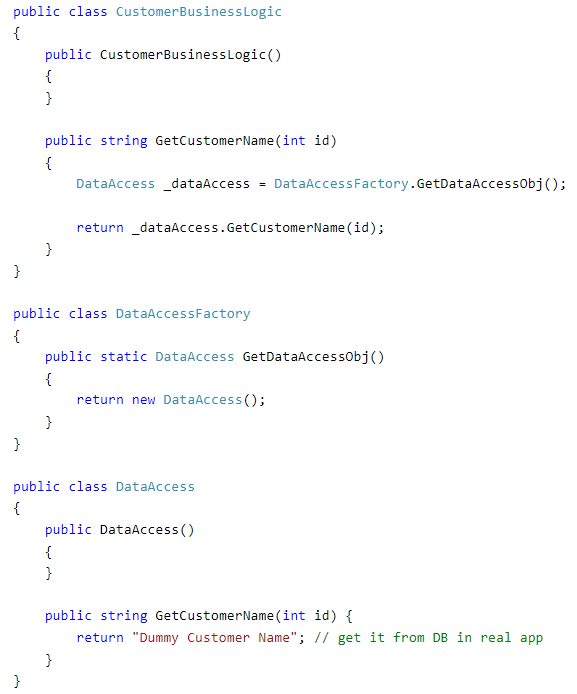 public class CustomerBusinessLogic
{
    public CustomerBusinessLogic()
    {
    }

    public string GetCustomerName(int id)
    {
        DataAccess _dataAccess = DataAccessFactory.GetDataAccessObj();

        return _dataAccess.GetCustomerName(id);
    }
}

public class DataAccessFactory
{
    public static DataAccess GetDataAccessObj()
    {
        return new DataAccess();
    }
}

public class DataAccess
{
    public DataAccess()
    {
    }

    public string GetCustomerName(int id) {
        return "Dummy Customer Name"; // get it from DB in real app
    }
}